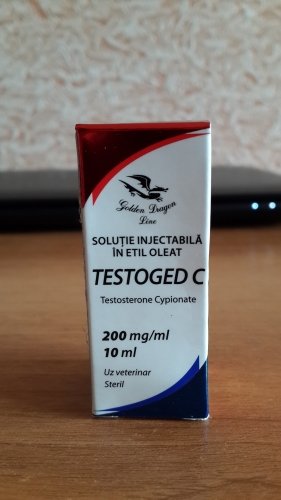 Golden Dragon
Line
SOLUȚIE INJECTABILĂ
ÎN ETIL OLEAT
TESTOGED C
Testosterone Cypionate
200 mg/ml
10 ml
Uz veterinar
Steril